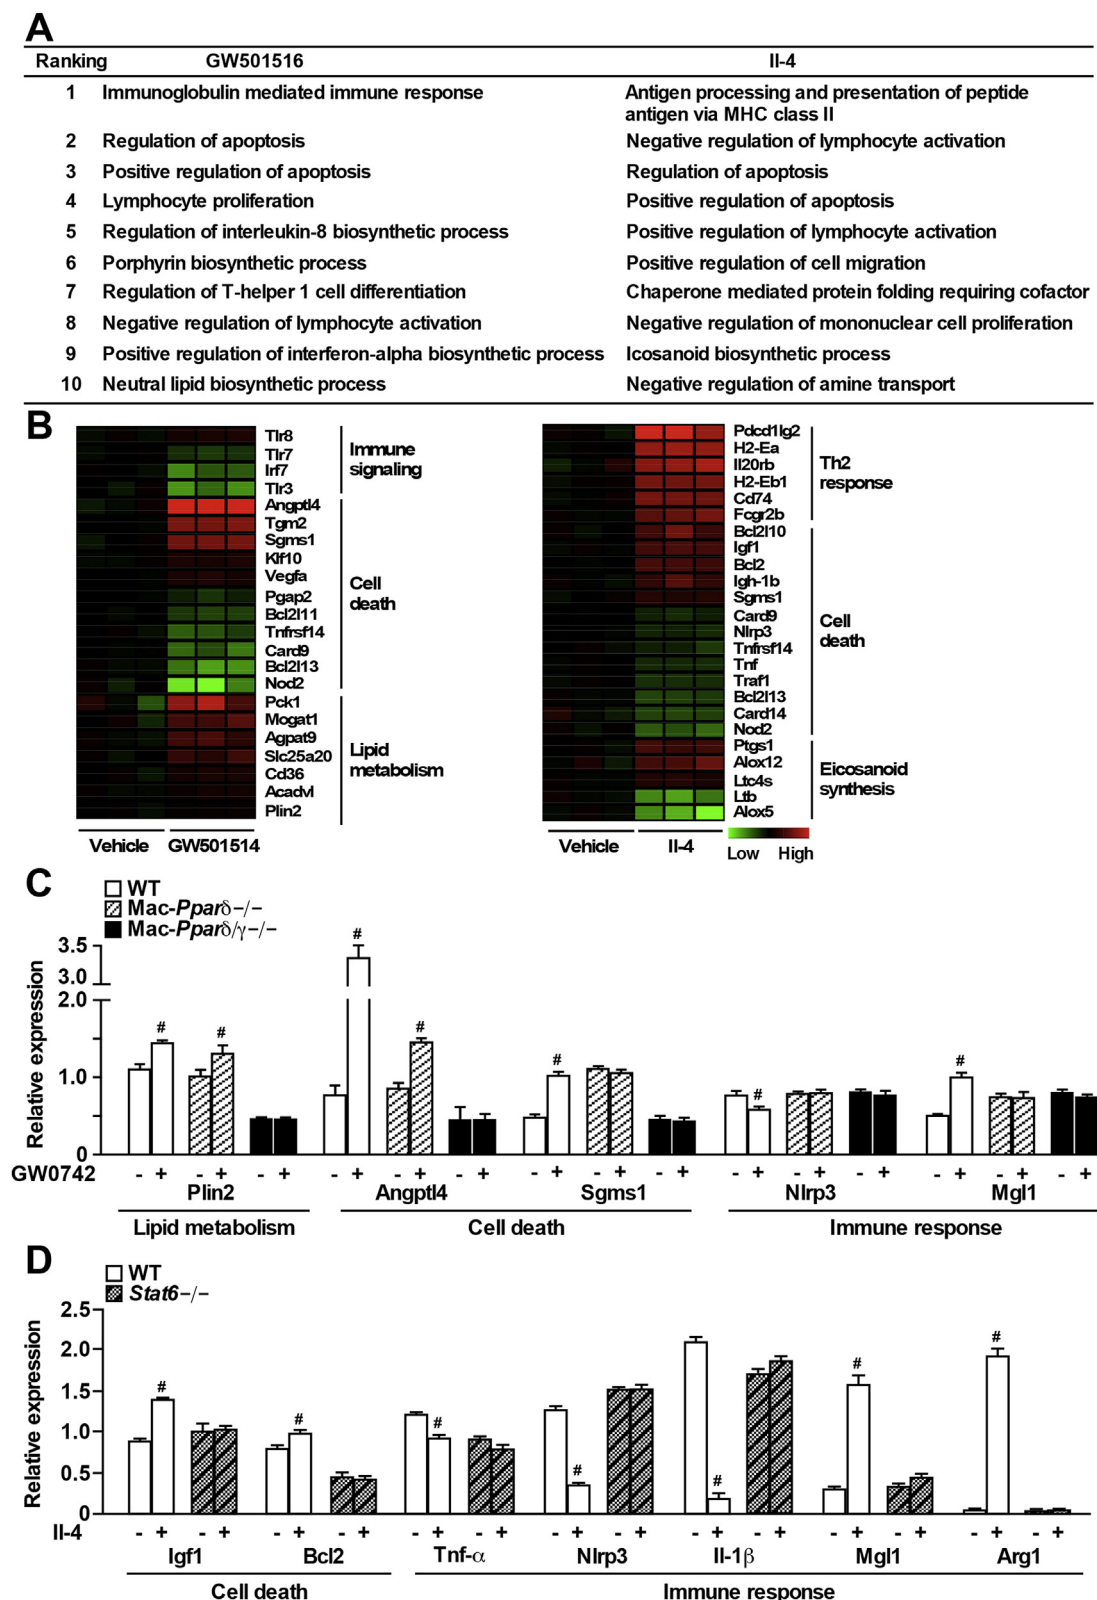 A
Ranking GW501516 Il-4
1 Immunoglobulin mediated immune response Antigen processing and presentation of peptide
antigen via MHC class II
2 Regulation of apoptosis Negative regulation of lymphocyte activation
3 Positive regulation of apoptosis Regulation of apoptosis
4 Lymphocyte proliferation Positive regulation of apoptosis
5 Regulation of interleukin-8 biosynthetic process Positive regulation of lymphocyte activation
6 Porphyrin biosynthetic process Positive regulation of cell migration
7 Regulation of T-helper 1 cell differentiation Chaperone mediated protein folding requiring cofactor
8 Negative regulation of lymphocyte activation Negative regulation of mononuclear cell proliferation
9 Positive regulation of interferon-alpha biosynthetic process Icosanoid biosynthetic process
10 Neutral lipid biosynthetic process Negative regulation of amine transport
B
Tlr8
Tlr7
Irf7
Tlr3
Angptl4
Tgm2
Sgms1
Klf10
Vegfa
Pgap2
Bcl2l11
Tnfrsf14
Card9
Bcl2l13
Nod2
Pck1
Mogat1
Agpat9
Slc25a20
Cd36
Acadvl
Plin2
Immune
signaling
Cell
death
Lipid
metabolism
Vehicle GW501514
Pdcd1lg2
H2-Ea
Il20rb
H2-Eb1
Cd74
Fcgr2b
Bcl2l10
Igf1
Bcl2
Igh-1b
Sgms1
Card9
Nlrp3
Tnfrsf14
Tnf
Traf1
Bcl2l13
Card14
Nod2
Ptgs1
Alox12
Ltc4s
Ltb
Alox5
Th2
response
Cell
death
Eicosanoid
synthesis
Vehicle Il-4
Low High
C
WT
Mac-Pparδ−/−
Mac-Pparδ/γ−/−
Relative expression
3.5
3.0
2.0
1.0
0
# # # # # # #
GW0742 - + - + - + - + - + - + - + - + - + - + - + - + - + - + - +
Plin2 Angptl4 Sgms1 Nlrp3 Mgl1
Lipid metabolism Cell death Immune response
D
WT
Stat6−/−
Relative expression
2.5
2.0
1.5
1.0
0.5
0
# # # # # # #
Il-4 - + - + - + - + - + - + - + - + - + - + - + - + - + - +
Igf1 Bcl2 Tnf-α Nlrp3 Il-1β Mgl1 Arg1
Cell death Immune response